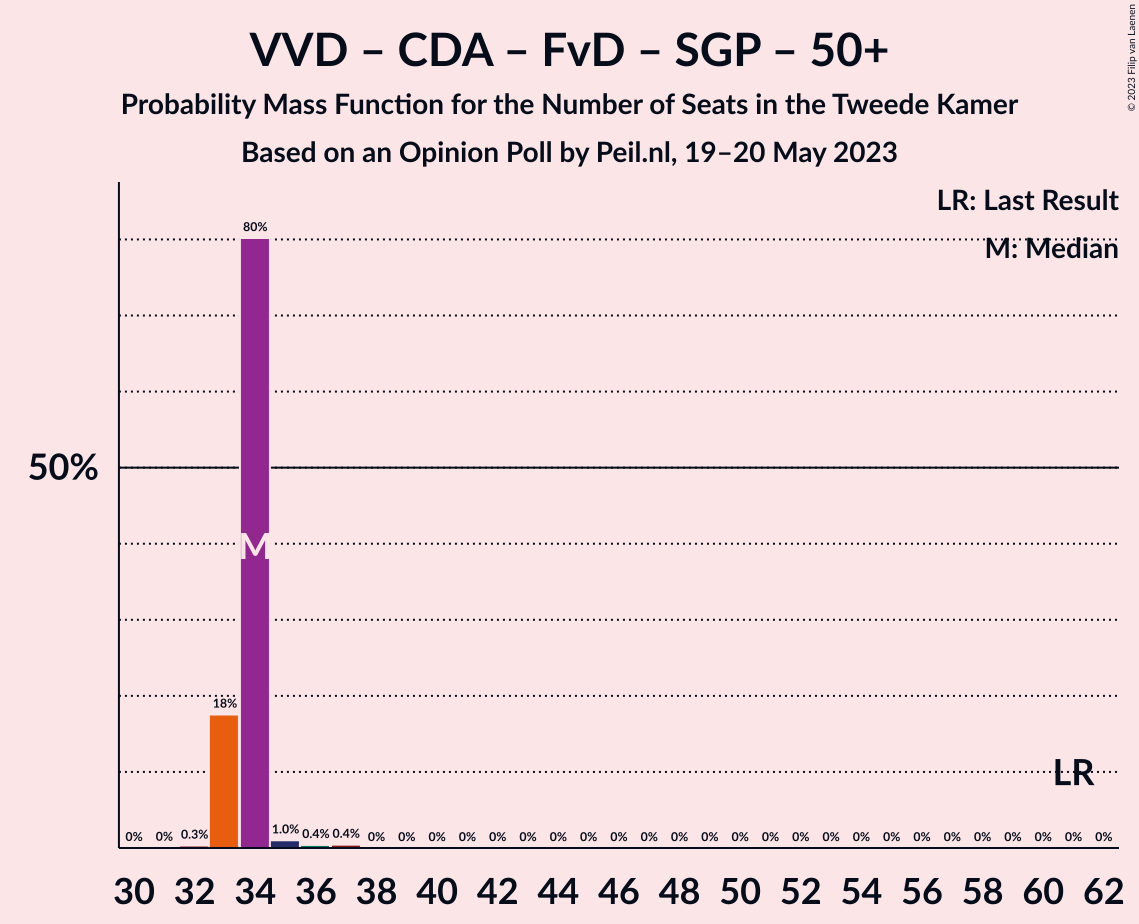 VVD – CDA – FvD – SGP – 50+
Probability Mass Function for the Number of Seats in the Tweede Kamer
Based on an Opinion Poll by Peil.nl, 19–20 May 2023
© 2023 Filip van Laenen
LR: Last Result
M: Median
80%
50%
M
18%
LR
0% 0% 0.3% 1.0% 0.4% 0.4% 0% 0% 0% 0% 0% 0% 0% 0% 0% 0% 0% 0% 0% 0% 0% 0% 0% 0% 0% 0% 0% 0% 0% 0% 0%
30 32 34 36 38 40 42 44 46 48 50 52 54 56 58 60 62